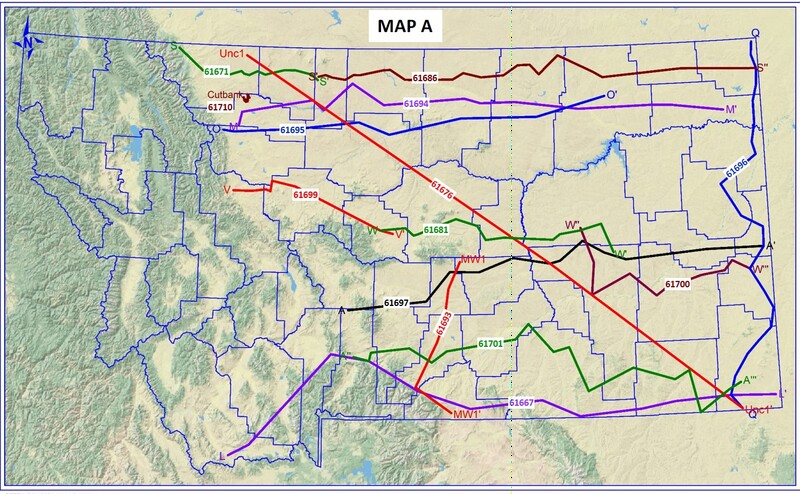 MAP A
N
Q
S
Unc1
61671
S'
S'
61686
S''
Cutbank
61710
M
61694
O'
M'
O
61695
61696
61676
V
61699
W
V'
61681
W''
W'
A'
MW1
W'''
61700
A
61697
61693
A''
61701
A'''
L'
61667
MW1'
Unc1'
Q'
L